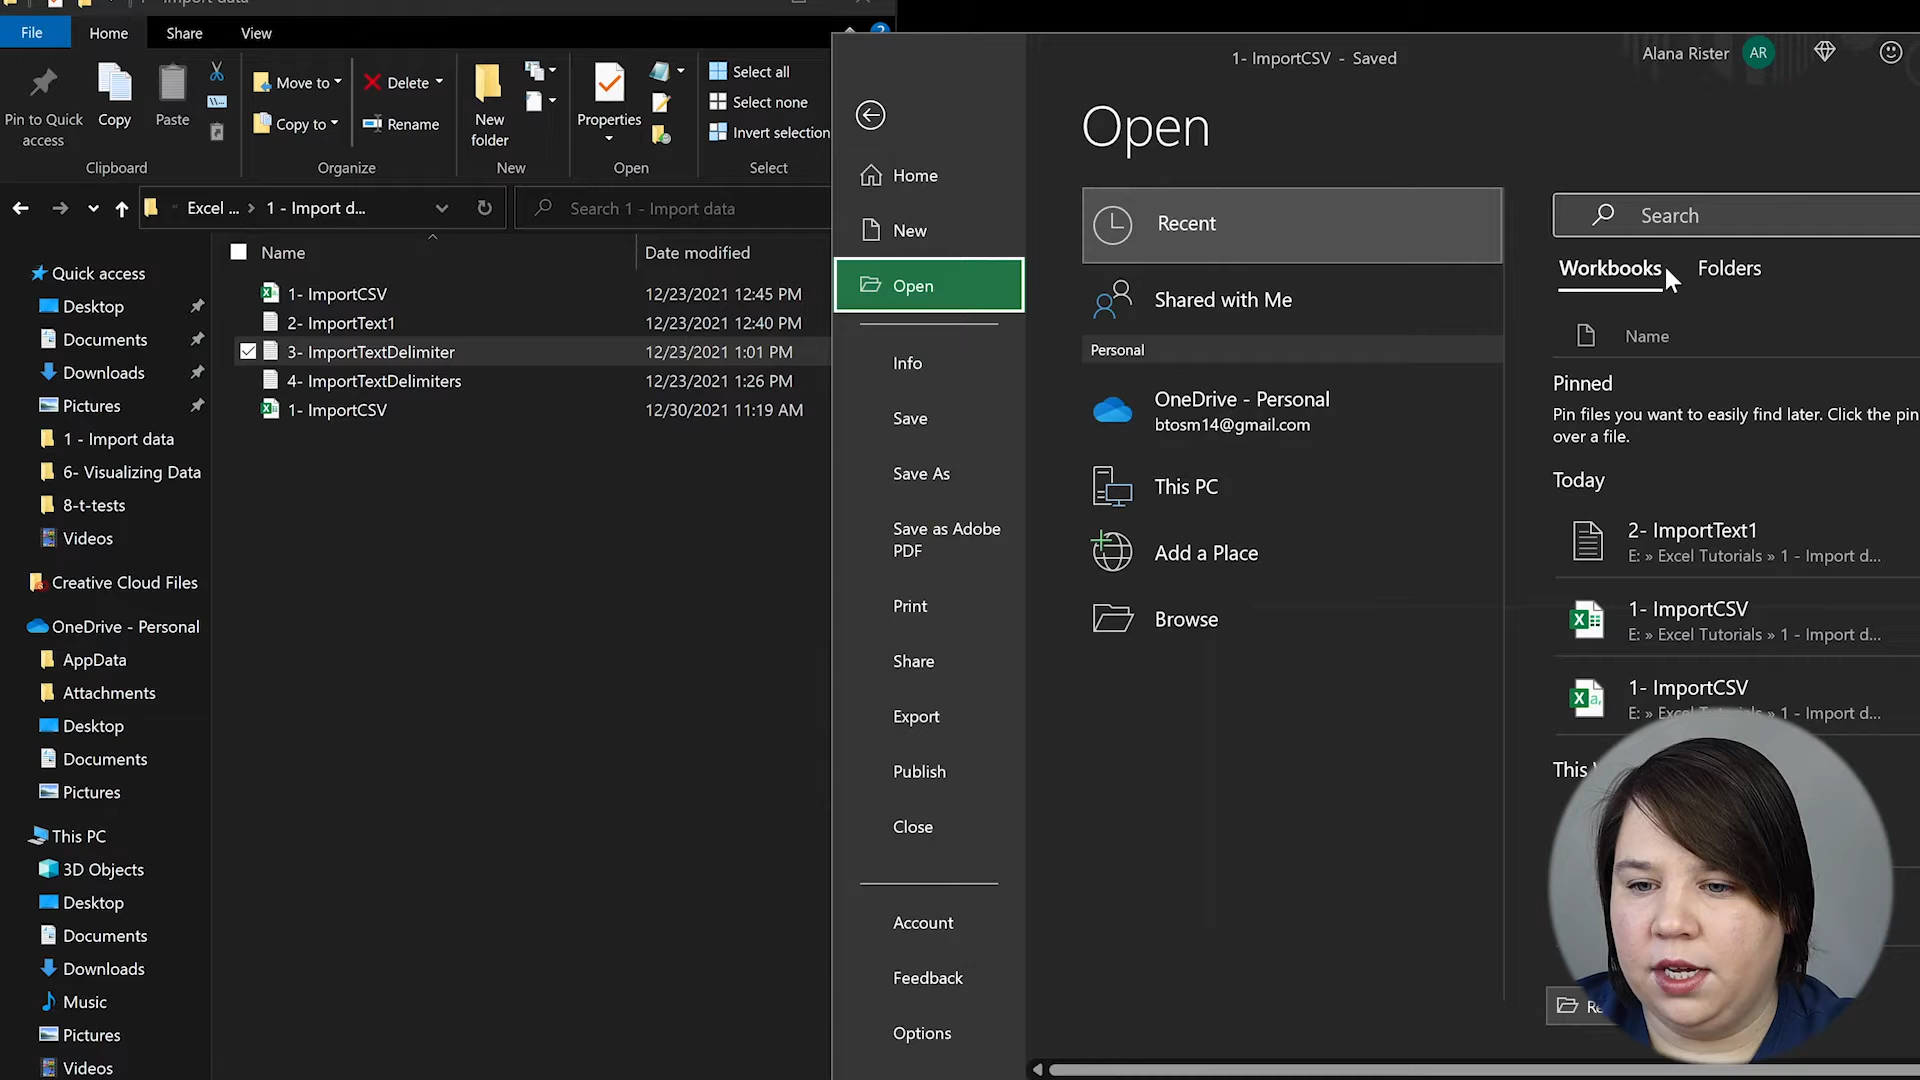 Import data
File
Home
Share
View
Pin to Quick
access
Copy
Paste
Clipboard
Move to
Copy to
Delete
Rename
Organize
New
folder
New
Properties
Open
Select all
Select none
Invert selection
Select
Excel ...
1 - Import d...
Search 1 - Import data
Name
Date modified
1- ImportCSV
12/23/2021 12:45 PM
2- ImportText1
12/23/2021 12:40 PM
3- ImportTextDelimiter
12/23/2021 1:01 PM
4- ImportTextDelimiters
12/23/2021 1:26 PM
1- ImportCSV
12/30/2021 11:19 AM
Quick access
Desktop
Documents
Downloads
Pictures
1 - Import data
6- Visualizing Data
8-t-tests
Videos
Creative Cloud Files
OneDrive - Personal
AppData
Attachments
Desktop
Documents
Pictures
This PC
3D Objects
Desktop
Documents
Downloads
Music
Pictures
Videos
1- ImportCSV - Saved
Alana Rister
AR
Home
New
Open
Info
Save
Save As
Save as Adobe
PDF
Print
Share
Export
Publish
Close
Account
Feedback
Options
Open
Recent
Shared with Me
Personal
OneDrive - Personal
btosm14@gmail.com
This PC
Add a Place
Browse
Search
Workbooks
Folders
Name
Pinned
Pin files you want to easily find later. Click the pin
over a file.
Today
2- ImportText1
E: » Excel Tutorials » 1 - Import d...
1- ImportCSV
E: » Excel Tutorials » 1 - Import d...
1- ImportCSV
E: » Excel Tutorials » 1 - Import d...
This